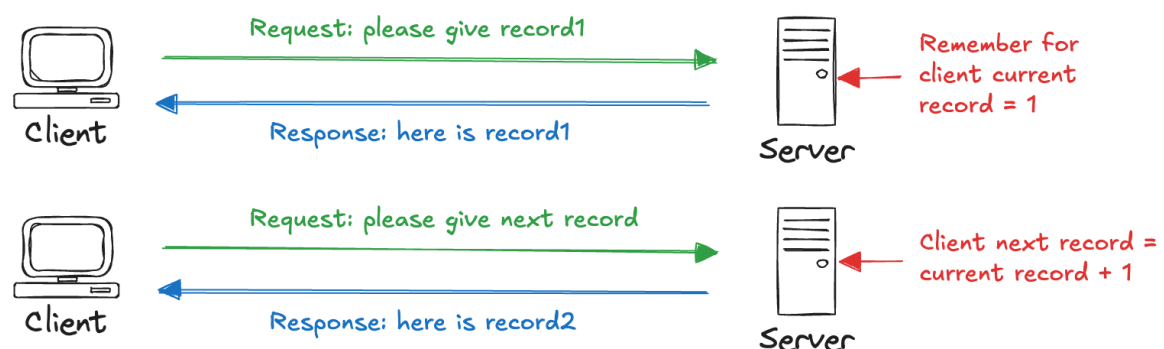 Request: please give record1
Remember for
client current
record = 1
Response: here is record1
Client
Server
Request: please give next record
Client next record =
current record + 1
Response: here is record2
Client
Server